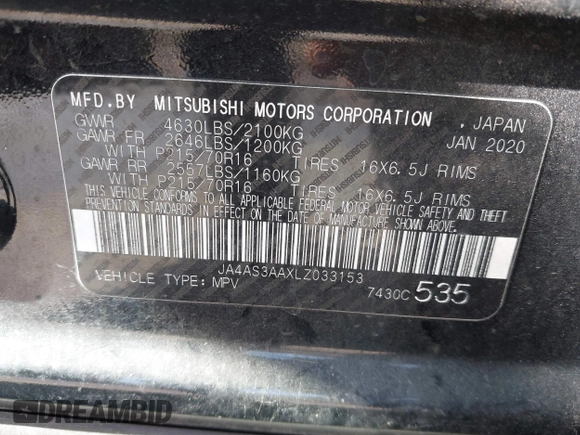 MFD.BY MITSUBISHI MOTORS CORPORATION , JAPAN
GVWR 4630LBS/2100KG JAN 2020
GAWR FR 2646LBS/1200KG
WITH P215/70R16 TIRES 16X6.5J RIMS
GAWR RR 2557LBS/1160KG
WITH P215/70R16 TIRES 16X6.5J RIMS
THIS VEHICLE CONFORMS TO ALL APPLICABLE FEDERAL MOTOR VEHICLE SAFETY AND THEFT
PREVENTION STANDARDS IN EFFECT ON THE DATE OF MANUFACTURE SHOWN ABOVE.
JA4AS3AAXLZ033153
VEHICLE TYPE: MPV 7430C 535
DREAMBID